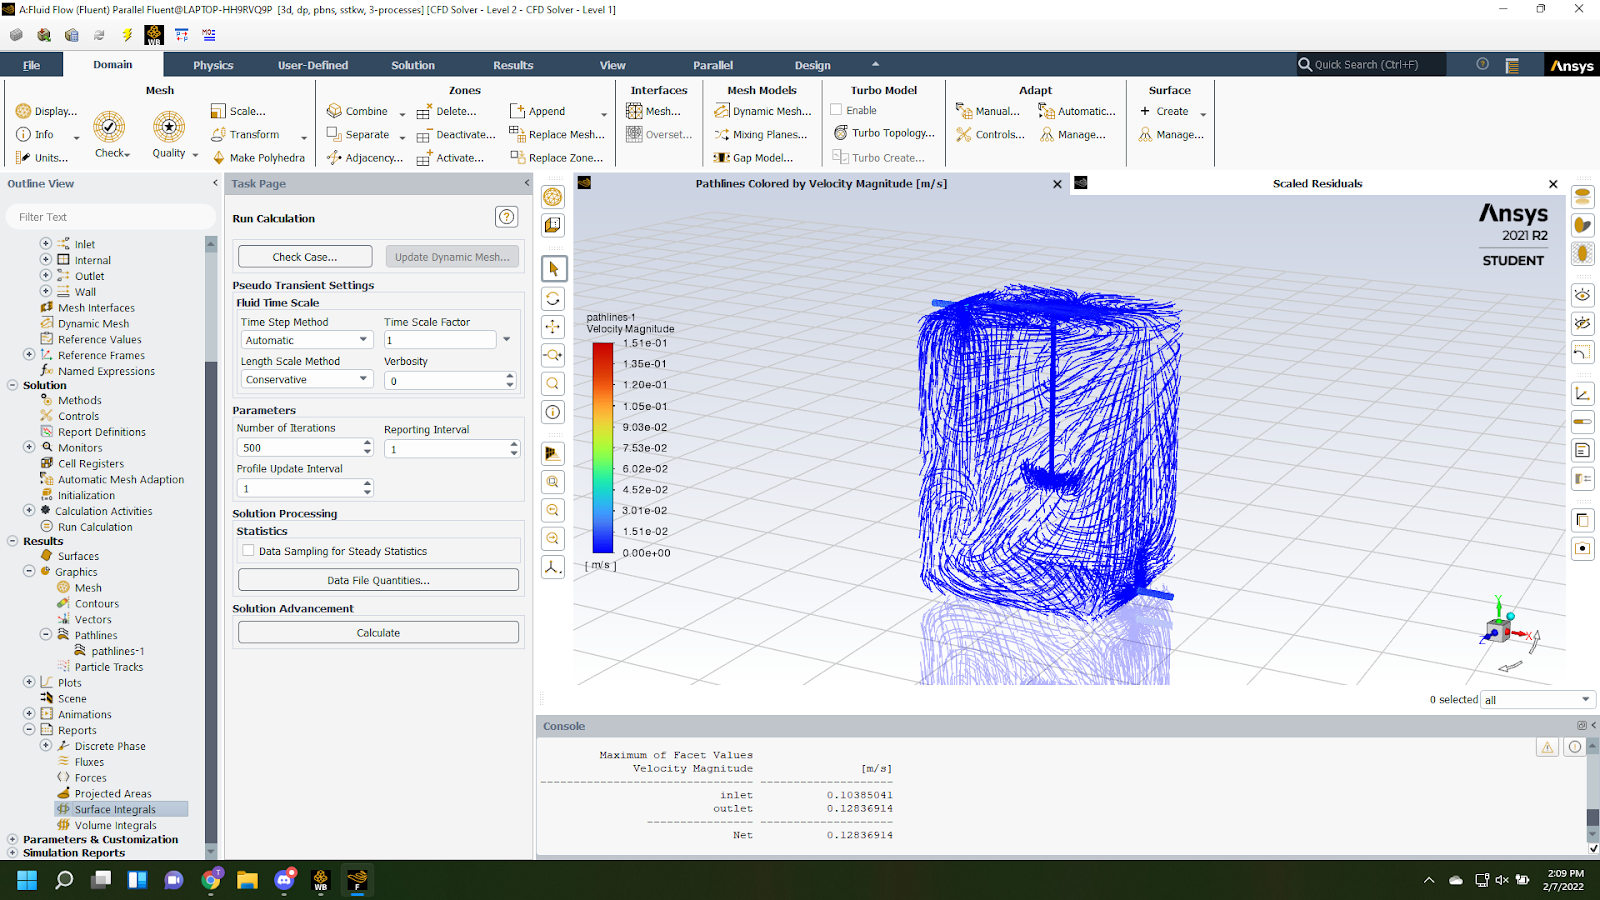 A:Fluid Flow (Fluent) Parallel Fluent@LAPTOP-HH9RVQ9P [3d, dp, pbns, sstkw, 3-processes] [CFD Solver - Level 2 - CFD Solver - Level 1]
File Domain Physics User-Defined Solution Results View Parallel Design Quick Search (Ctrl+F) Ansys
Mesh Zones Interfaces Mesh Models Turbo Model Adapt Surface
Display... Scale... Combine Delete... Append Mesh... Dynamic Mesh... Enable Manual... Automatic... + Create
Info Transform Separate Deactivate... Replace Mesh... Overset... Mixing Planes... Turbo Topology... Controls... Manage... Manage...
Units... Check Quality Make Polyhedra Adjacency... Activate... Replace Zone... Gap Model... Turbo Create...
Outline View
Filter Text
Inlet
Internal
Outlet
Wall
Mesh Interfaces
Dynamic Mesh
Reference Values
Reference Frames
Named Expressions
Solution
Methods
Controls
Report Definitions
Monitors
Cell Registers
Automatic Mesh Adaption
Initialization
Calculation Activities
Run Calculation
Results
Surfaces
Graphics
Mesh
Contours
Vectors
Pathlines
pathlines-1
Particle Tracks
Plots
Scene
Animations
Reports
Discrete Phase
Fluxes
Forces
Projected Areas
Surface Integrals
Volume Integrals
Parameters & Customization
Simulation Reports
Task Page
Run Calculation
Check Case... Update Dynamic Mesh...
Pseudo Transient Settings
Fluid Time Scale
Time Step Method Time Scale Factor
Automatic 1
Length Scale Method Verbosity
Conservative 0
Parameters
Number of Iterations Reporting Interval
500 1
Profile Update Interval
1
Solution Processing
Statistics
Data Sampling for Steady Statistics
Data File Quantities...
Solution Advancement
Calculate
Pathlines Colored by Velocity Magnitude [m/s]
Scaled Residuals
Ansys
2021 R2
STUDENT
pathlines-1
Velocity Magnitude
1.51e-01
1.35e-01
1.20e-01
1.05e-01
9.03e-02
7.53e-02
6.02e-02
4.52e-02
3.01e-02
1.51e-02
0.00e+00
[ m/s ]
Y
Z X
0 selected all
Console
Maximum of Facet Values
Velocity Magnitude [m/s]
-------------------------------- --------------------
inlet 0.10385041
outlet 0.12836914
---------------- --------------------
Net 0.12836914
WB F
2:09 PM
2/7/2022